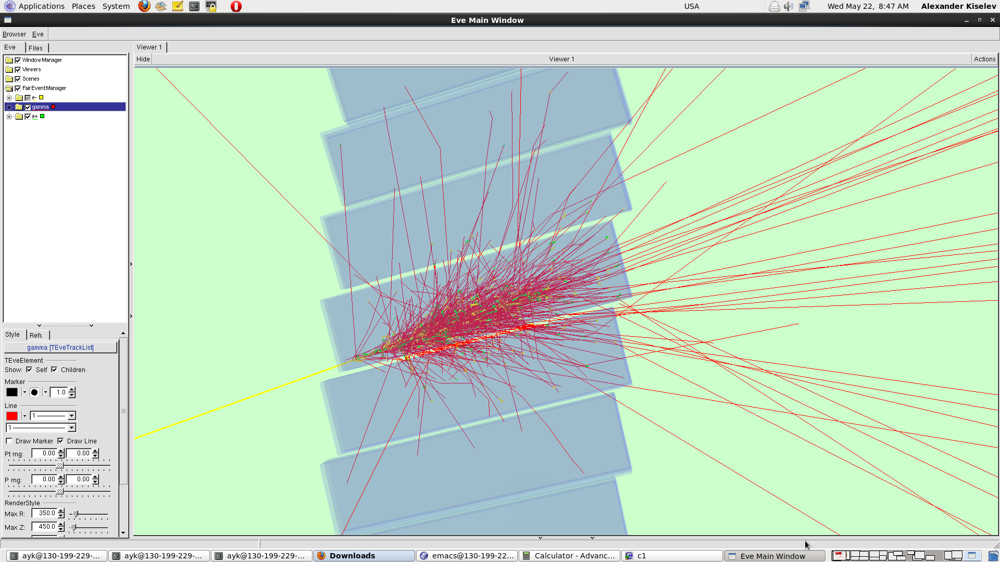 Applications Places System USA Wed May 22, 8:47 AM Alexander Kiselev
Eve Main Window
Browser Eve
Eve Files
Viewer 1
Hide Viewer 1 Actions
Window Manager
Viewers
Scenes
FairEventManager
e-
gamma
e+
Style Refs
gamma [TEveTrackList]
TEveElement
Show: Self Children
Marker
1.0
Line
1
1
Draw Marker Draw Line
Pt rng: 0.00 0.00
P rng: 0.00 0.00
RenderStyle
Max R: 350.0
Max Z: 450.0
ayk@130-199-229-... ayk@130-199-229-... ayk@130-199-229-... Downloads emacs@130-199-22... Calculator - Advanc... c1 Eve Main Window